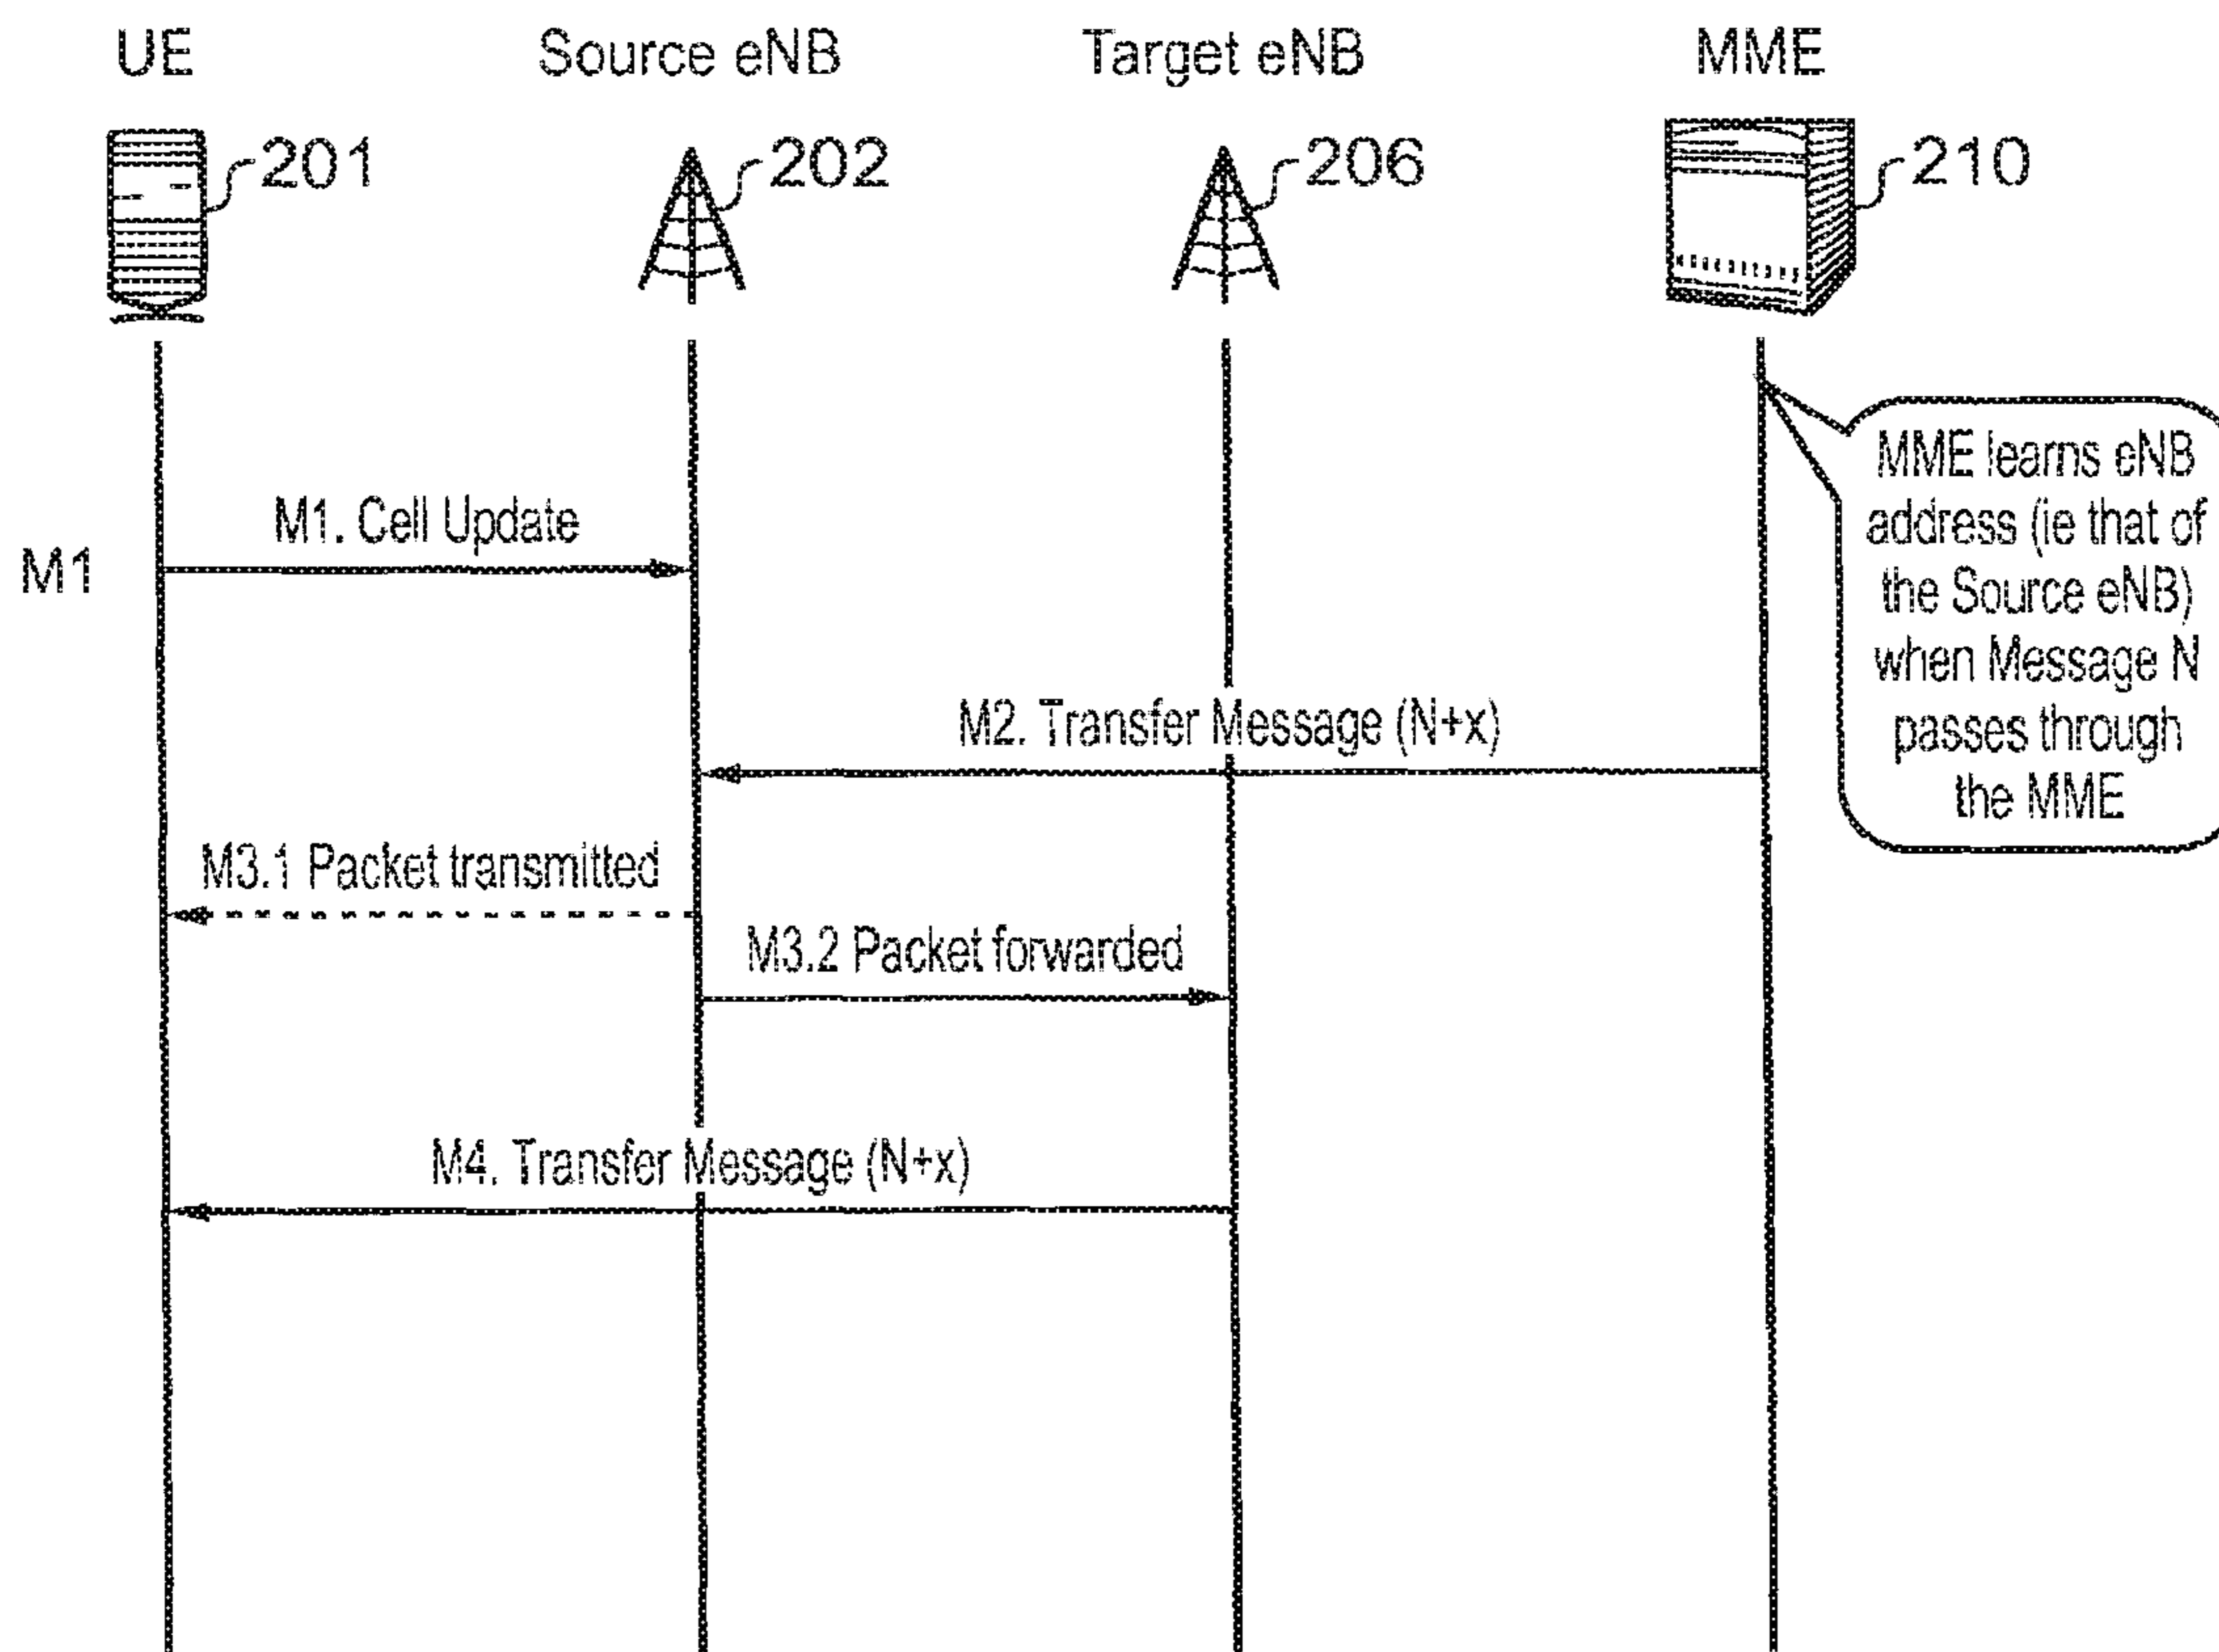 UE
Source eNB
Target eNB
MME
201
202
206
210
MME learns eNB
address (ie that of
the Source eNB)
when Message N
passes through
the MME
M1. Cell Update
M1
M2. Transfer Message (N+x)
M3.1 Packet transmitted
M3.2 Packet forwarded
M4. Transfer Message (N+x)